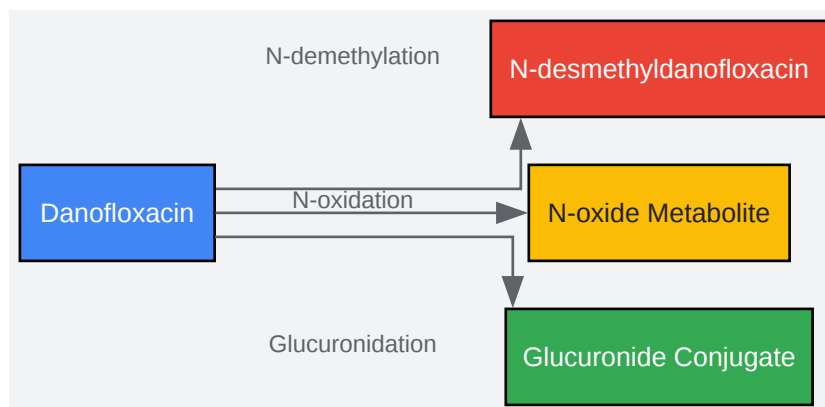 N-demethylation
N-desmethyldanofloxacin
Danofloxacin
N-oxidation
N-oxide Metabolite
Glucuronidation
Glucuronide Conjugate